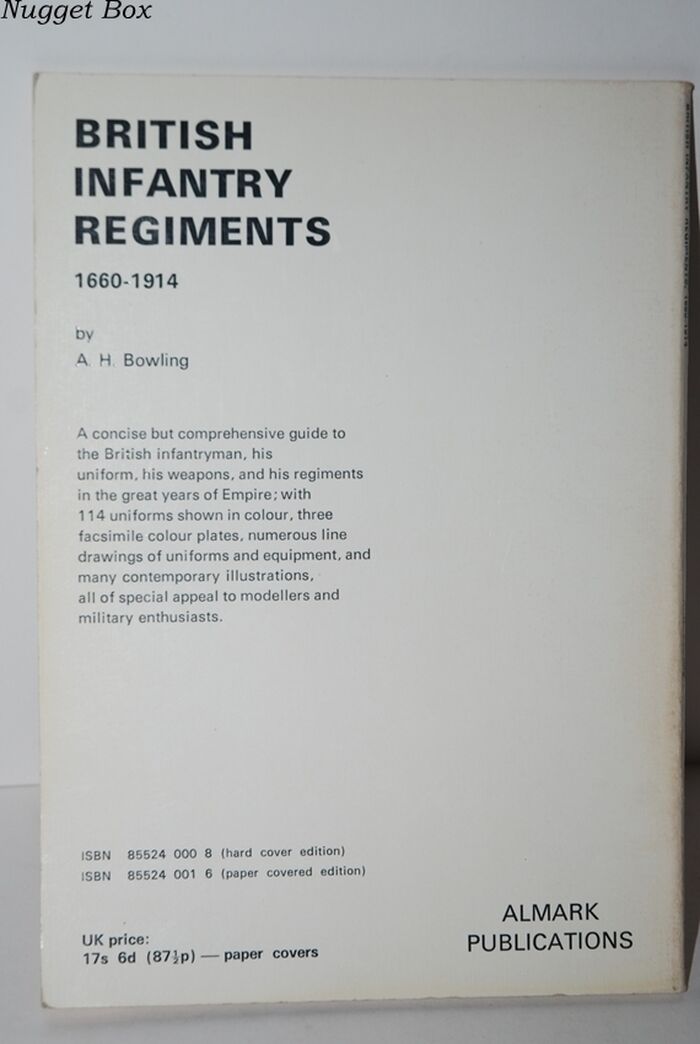 Nugget Box
BRITISH
INFANTRY
REGIMENTS
1660-1914
by
A. H. Bowling
A concise but comprehensive guide to
the British infantryman, his
uniform, his weapons, and his regiments
in the great years of Empire; with
114 uniforms shown in colour, three
facsimile colour plates, numerous line
drawings of uniforms and equipment, and
many contemporary illustrations,
all of special appeal to modellers and
military enthusiasts.
ISBN 85524 000 8 (hard cover edition)
ISBN 85524 001 6 (paper covered edition)
UK price:
17s 6d (87½p) — paper covers
ALMARK
PUBLICATIONS